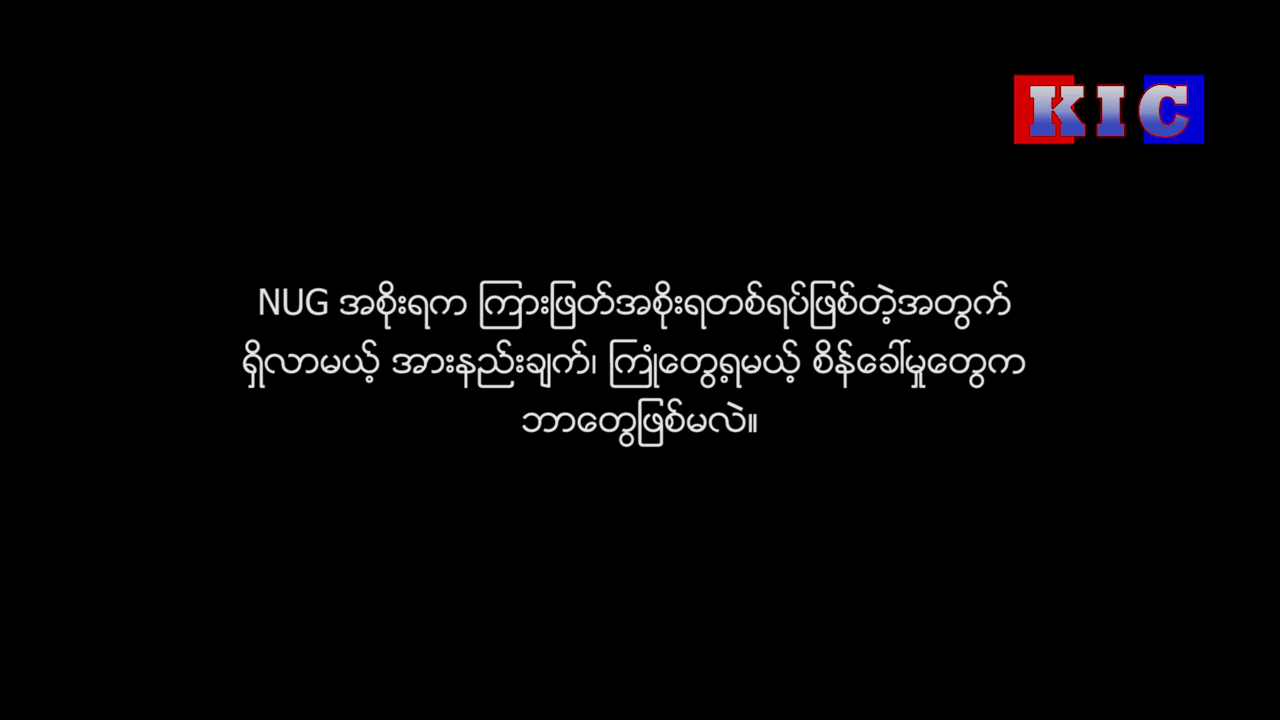 KIC
NUG အစိုးရက ကြားဖြတ်အစိုးရတစ်ရပ်ဖြစ်တဲ့အတွက်
ရှိလာမယ့် အားနည်းချက်၊ ကြုံတွေ့ရမယ့် စိန်ခေါ်မှုတွေက
ဘာတွေဖြစ်မလဲ။